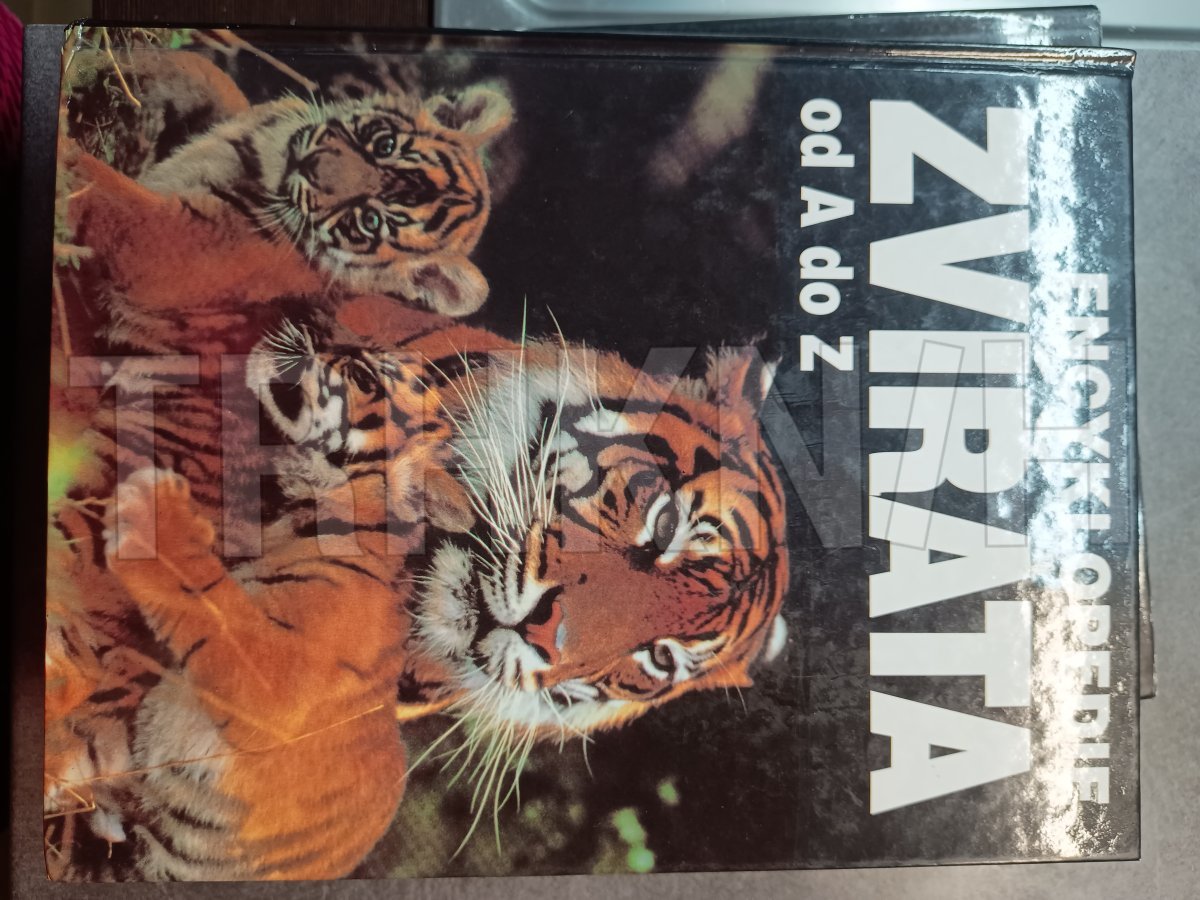 ENCYKLOPEDIE
ZVÍŘATA
od A do Z